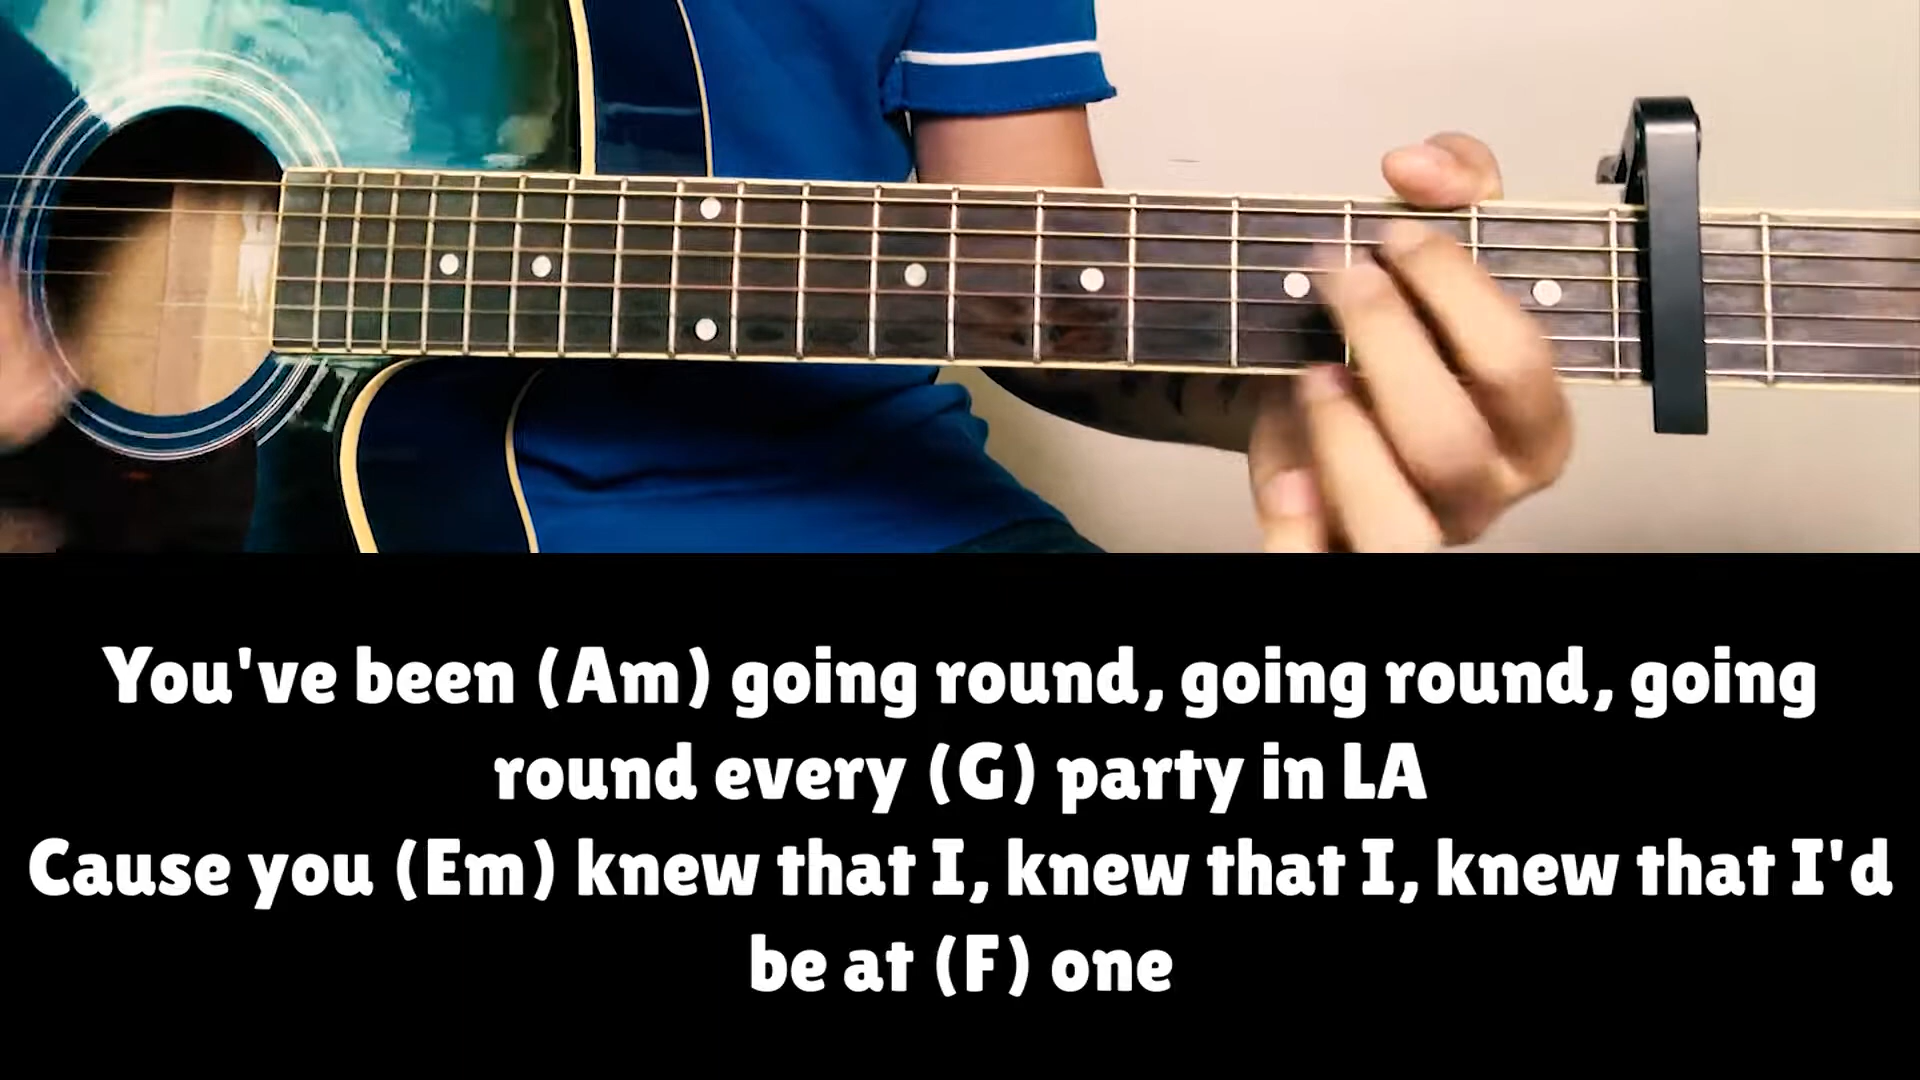 You've been (Am) going round, going round, going
round every (G) party in LA
Cause you (Em) knew that I, knew that I, knew that I'd
be at (F) one